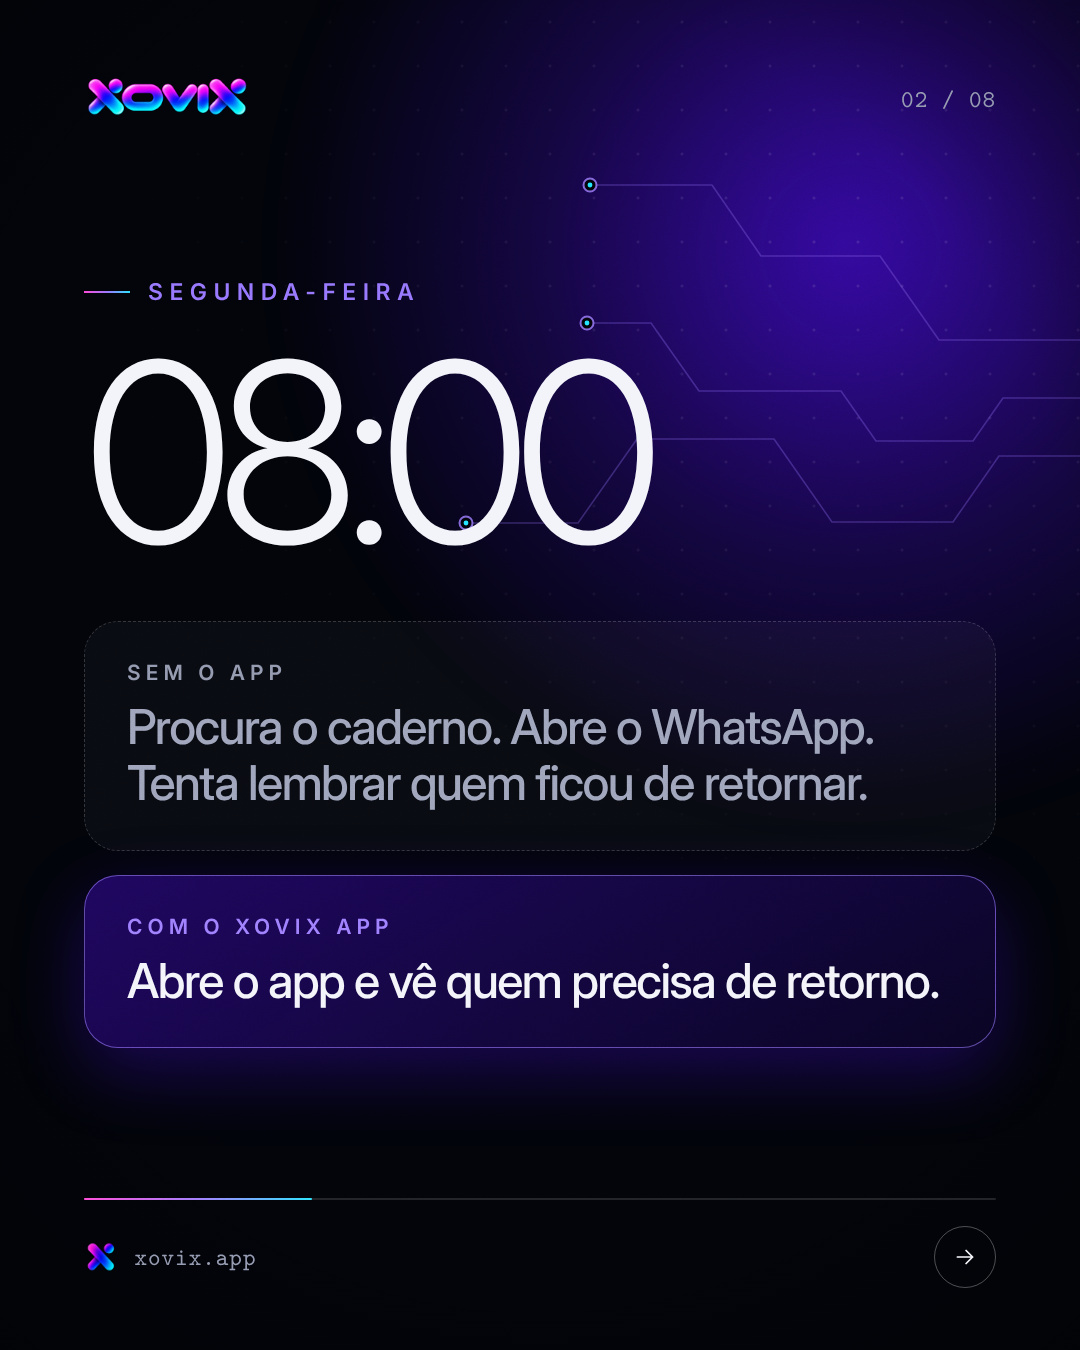 xovix
02 / 08
SEGUNDA-FEIRA
08:00
SEM O APP
Procura o caderno. Abre o WhatsApp.
Tenta lembrar quem ficou de retornar.
COM O XOVIX APP
Abre o app e vê quem precisa de retorno.
xovix.app